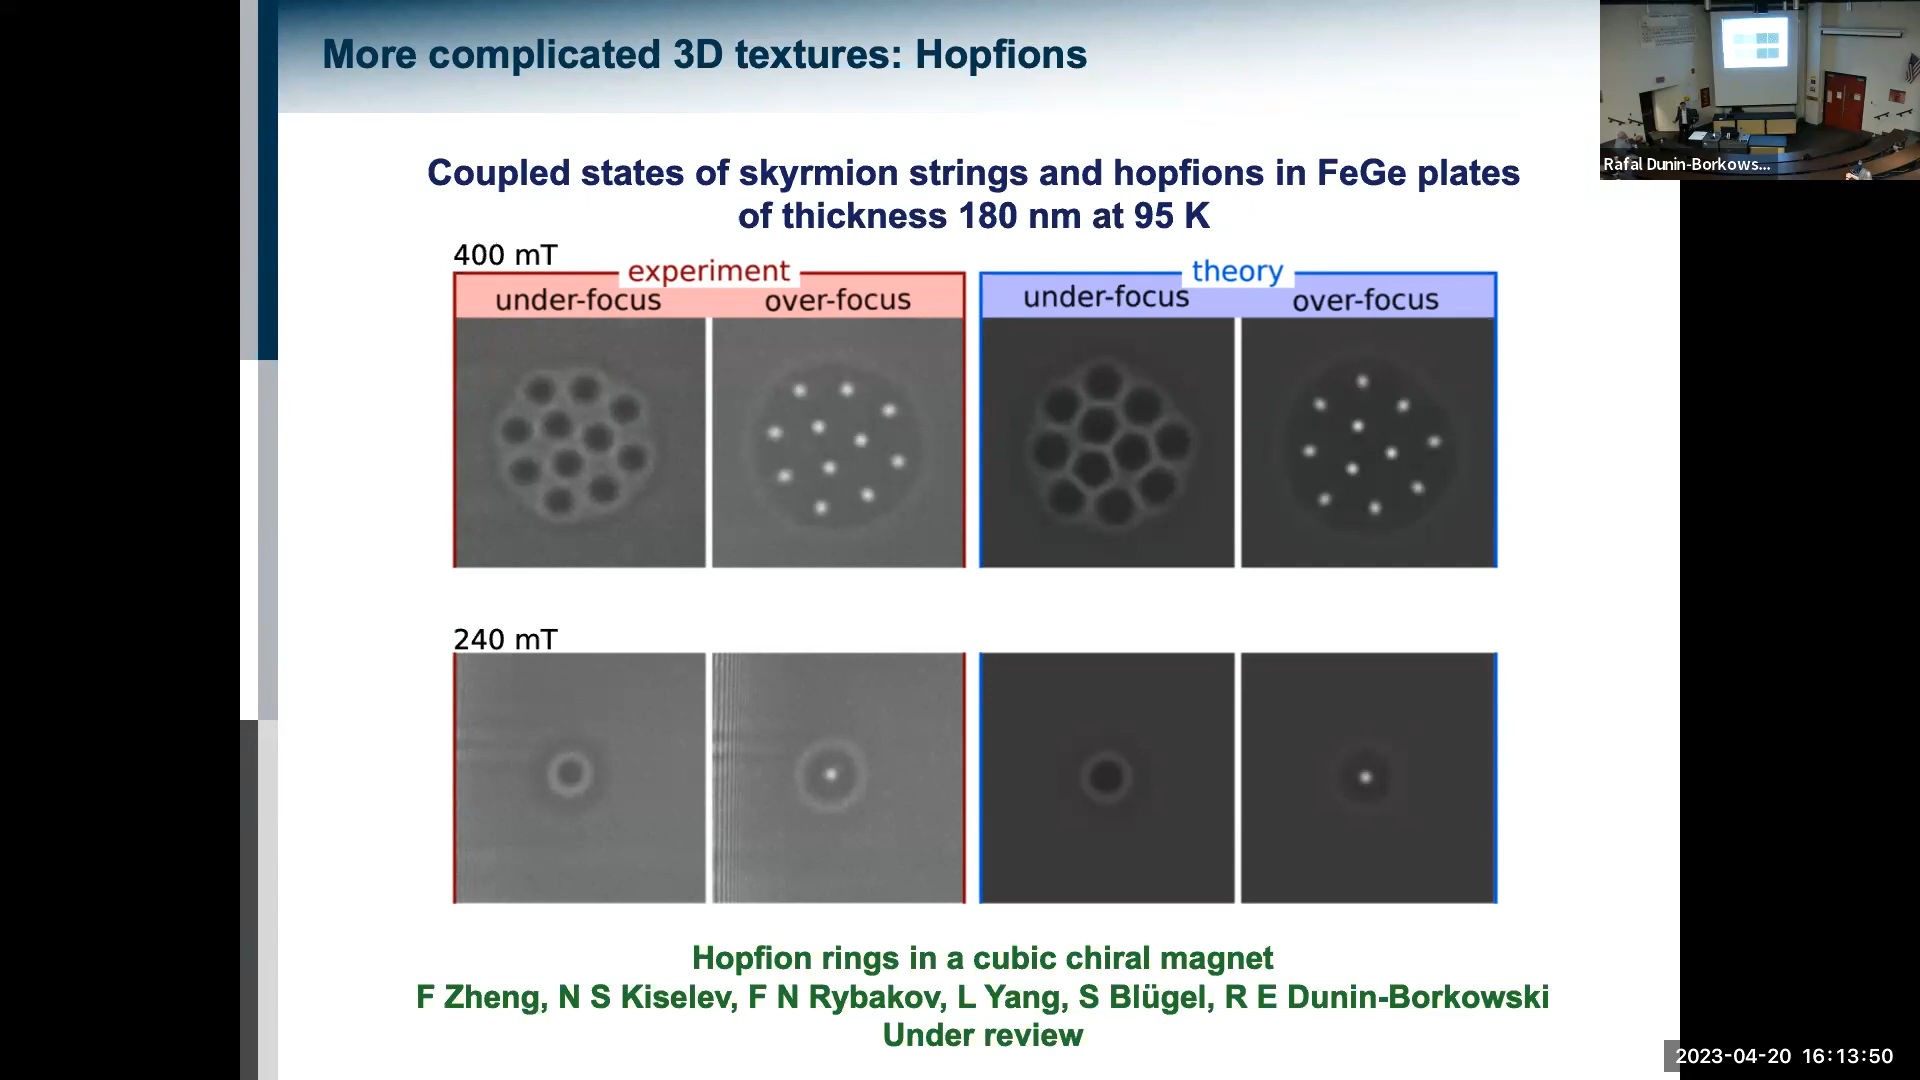 More complicated 3D textures: Hopfions
Rafal Dunin-Borkows...
Coupled states of skyrmion strings and hopfions in FeGe plates
of thickness 180 nm at 95 K
400 mT
experiment
theory
under-focus
over-focus
under-focus
over-focus
240 mT
Hopfion rings in a cubic chiral magnet
F Zheng, N S Kiselev, F N Rybakov, L Yang, S Blügel, R E Dunin-Borkowski
Under review
2023-04-20 16:13:50